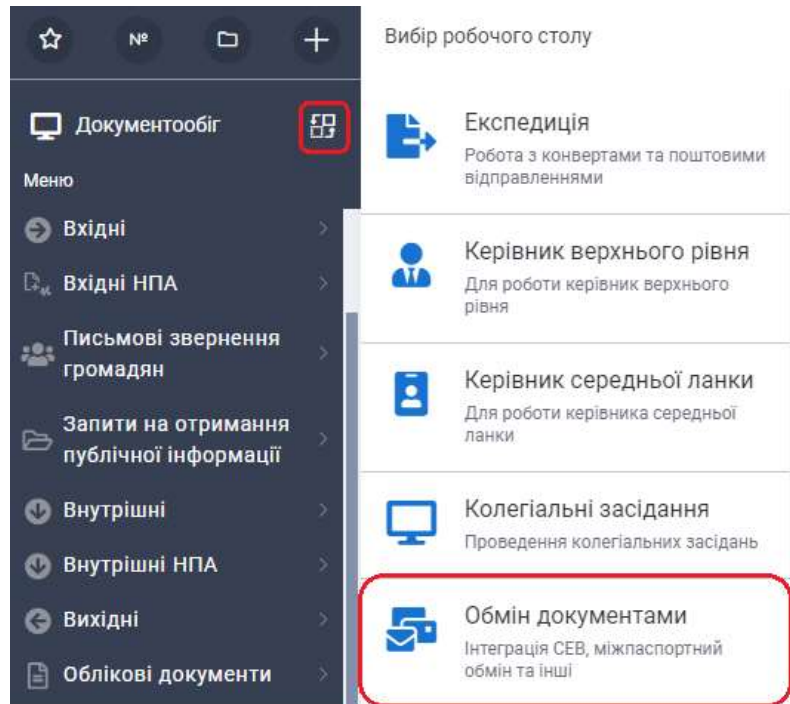 №
Документообіг
Меню
Вхідні
Вхідні НПА
Письмові звернення
громадян
Запити на отримання
публічної інформації
Внутрішні
Внутрішні НПА
Вихідні
Облікові документи
Вибір робочого столу
Експедиція
Робота з конвертами та поштовими
відправленнями
Керівник верхнього рівня
Для роботи керівник верхнього
рівня
Керівник середньої ланки
Для роботи керівника середньої
ланки
Колегіальні засідання
Проведення колегіальних засідань
Обмін документами
Інтеграція СЕВ, міжпаспортний
обмін та інші